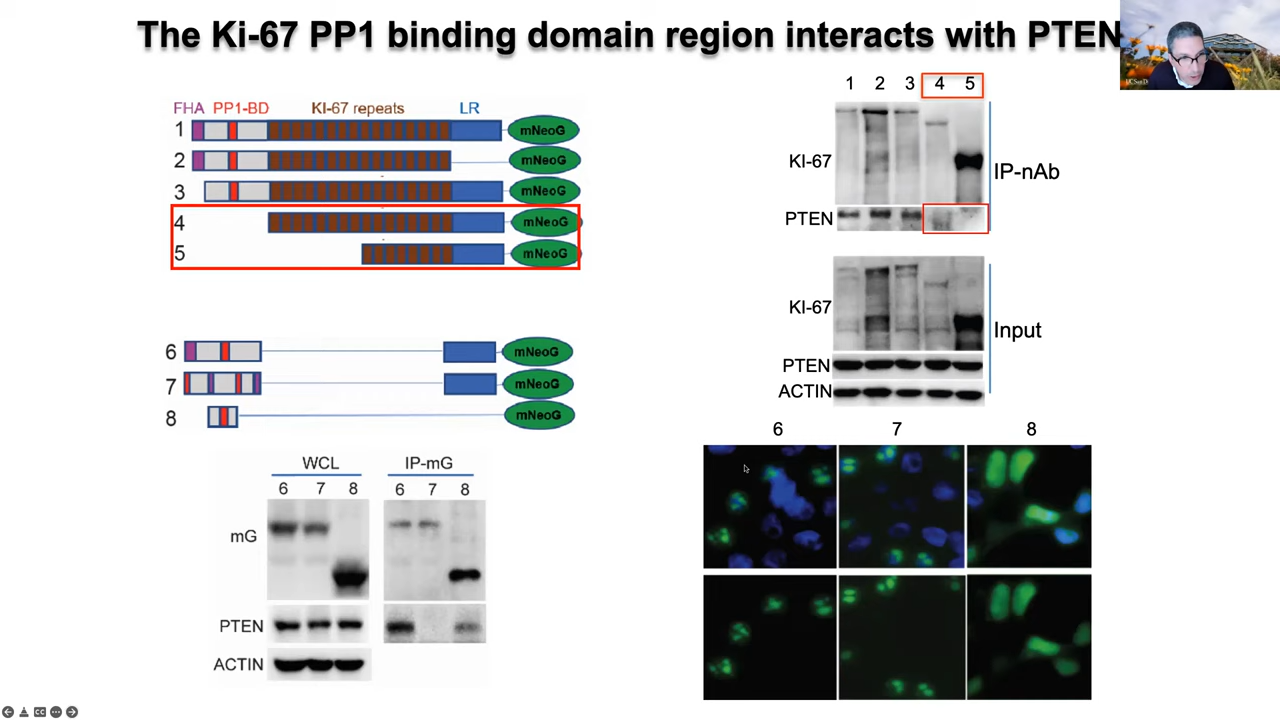 The Ki-67 PP1 binding domain region interacts with PTEN
FHA PP1-BD KI-67 repeats LR
1 mNeoG
2 mNeoG
3 mNeoG
4 mNeoG
5 mNeoG
6 mNeoG
7 mNeoG
8 mNeoG
WCL IP-mG
6 7 8 6 7 8
mG
PTEN
ACTIN
1 2 3 4 5
KI-67
IP-nAb
PTEN
KI-67
Input
PTEN
ACTIN
6 7 8
CC